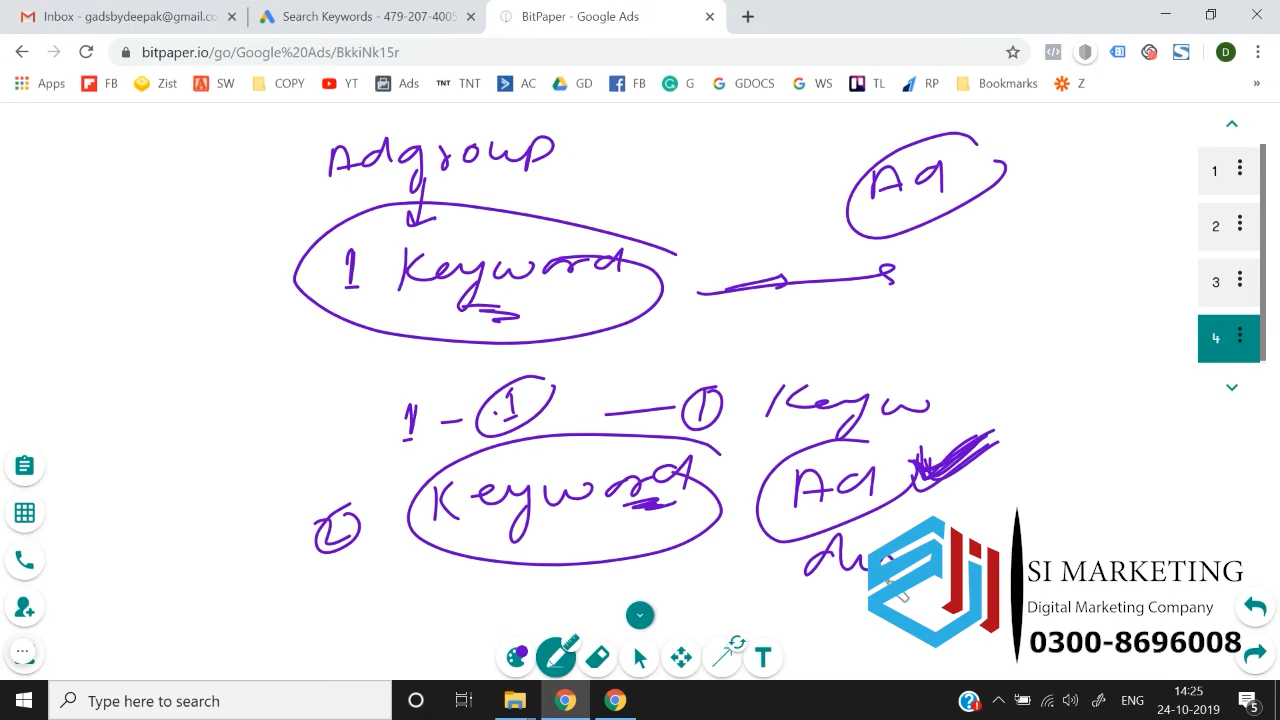 Inbox - gadsbydeepak@gmail.co
Search Keywords - 479-207-4005
BitPaper - Google Ads
bitpaper.io/go/Google%20Ads/BkkiNk15r
D
Apps FB Zist SW COPY YT Ads TNT TNT AC GD FB G GDOCS WS TL RP Bookmarks Z »
Adgroup
Ad
1 Keyword
1 - 1 — 1 Keyw
Keyword Ad
2
1
2
3
4
SI MARKETING
Digital Marketing Company
0300-8696008
T
Type here to search
ENG
14:25
24-10-2019
5